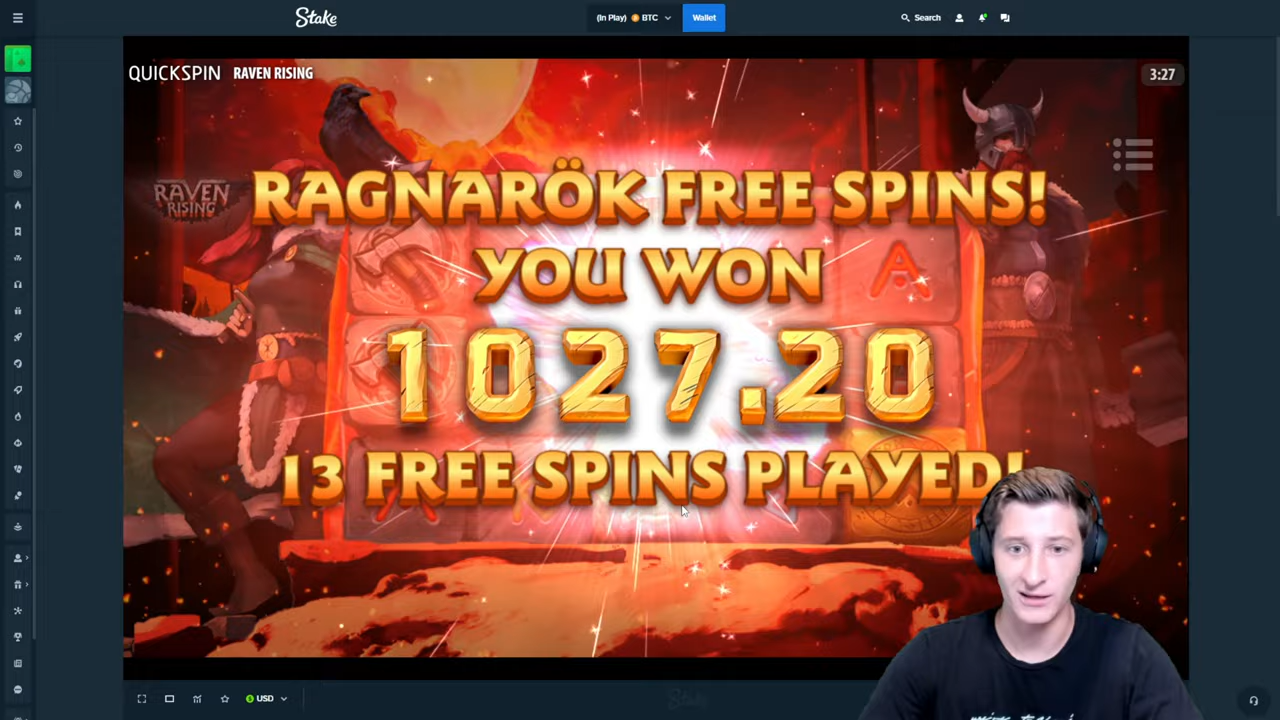 Stake
(In Play) BTC
Wallet
Search
QUICKSPIN RAVEN RISING
3:27
RAVEN RISING
RAGNARÖK FREE SPINS!
YOU WON
A
1027.20
13 FREE SPINS PLAYED!
USD
Stake